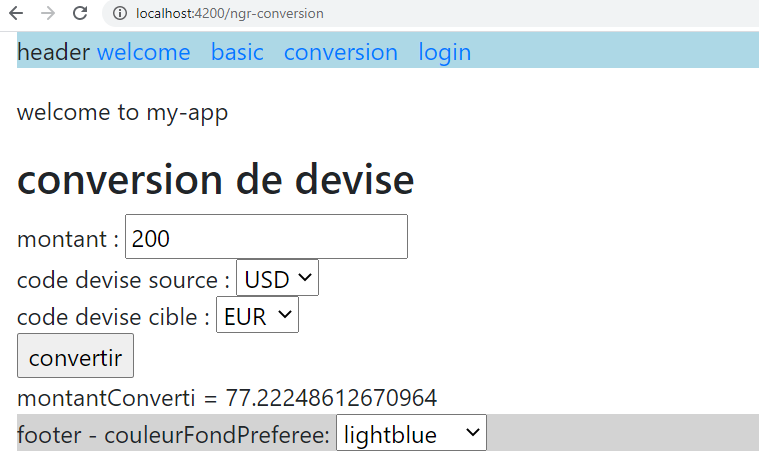 localhost:4200/ngr-conversion
header welcome basic conversion login
welcome to my-app
conversion de devise
montant : 200
code devise source : USD
code devise cible : EUR
convertir
montantConverti = 77.22248612670964
footer - couleurFondPreferee: lightblue